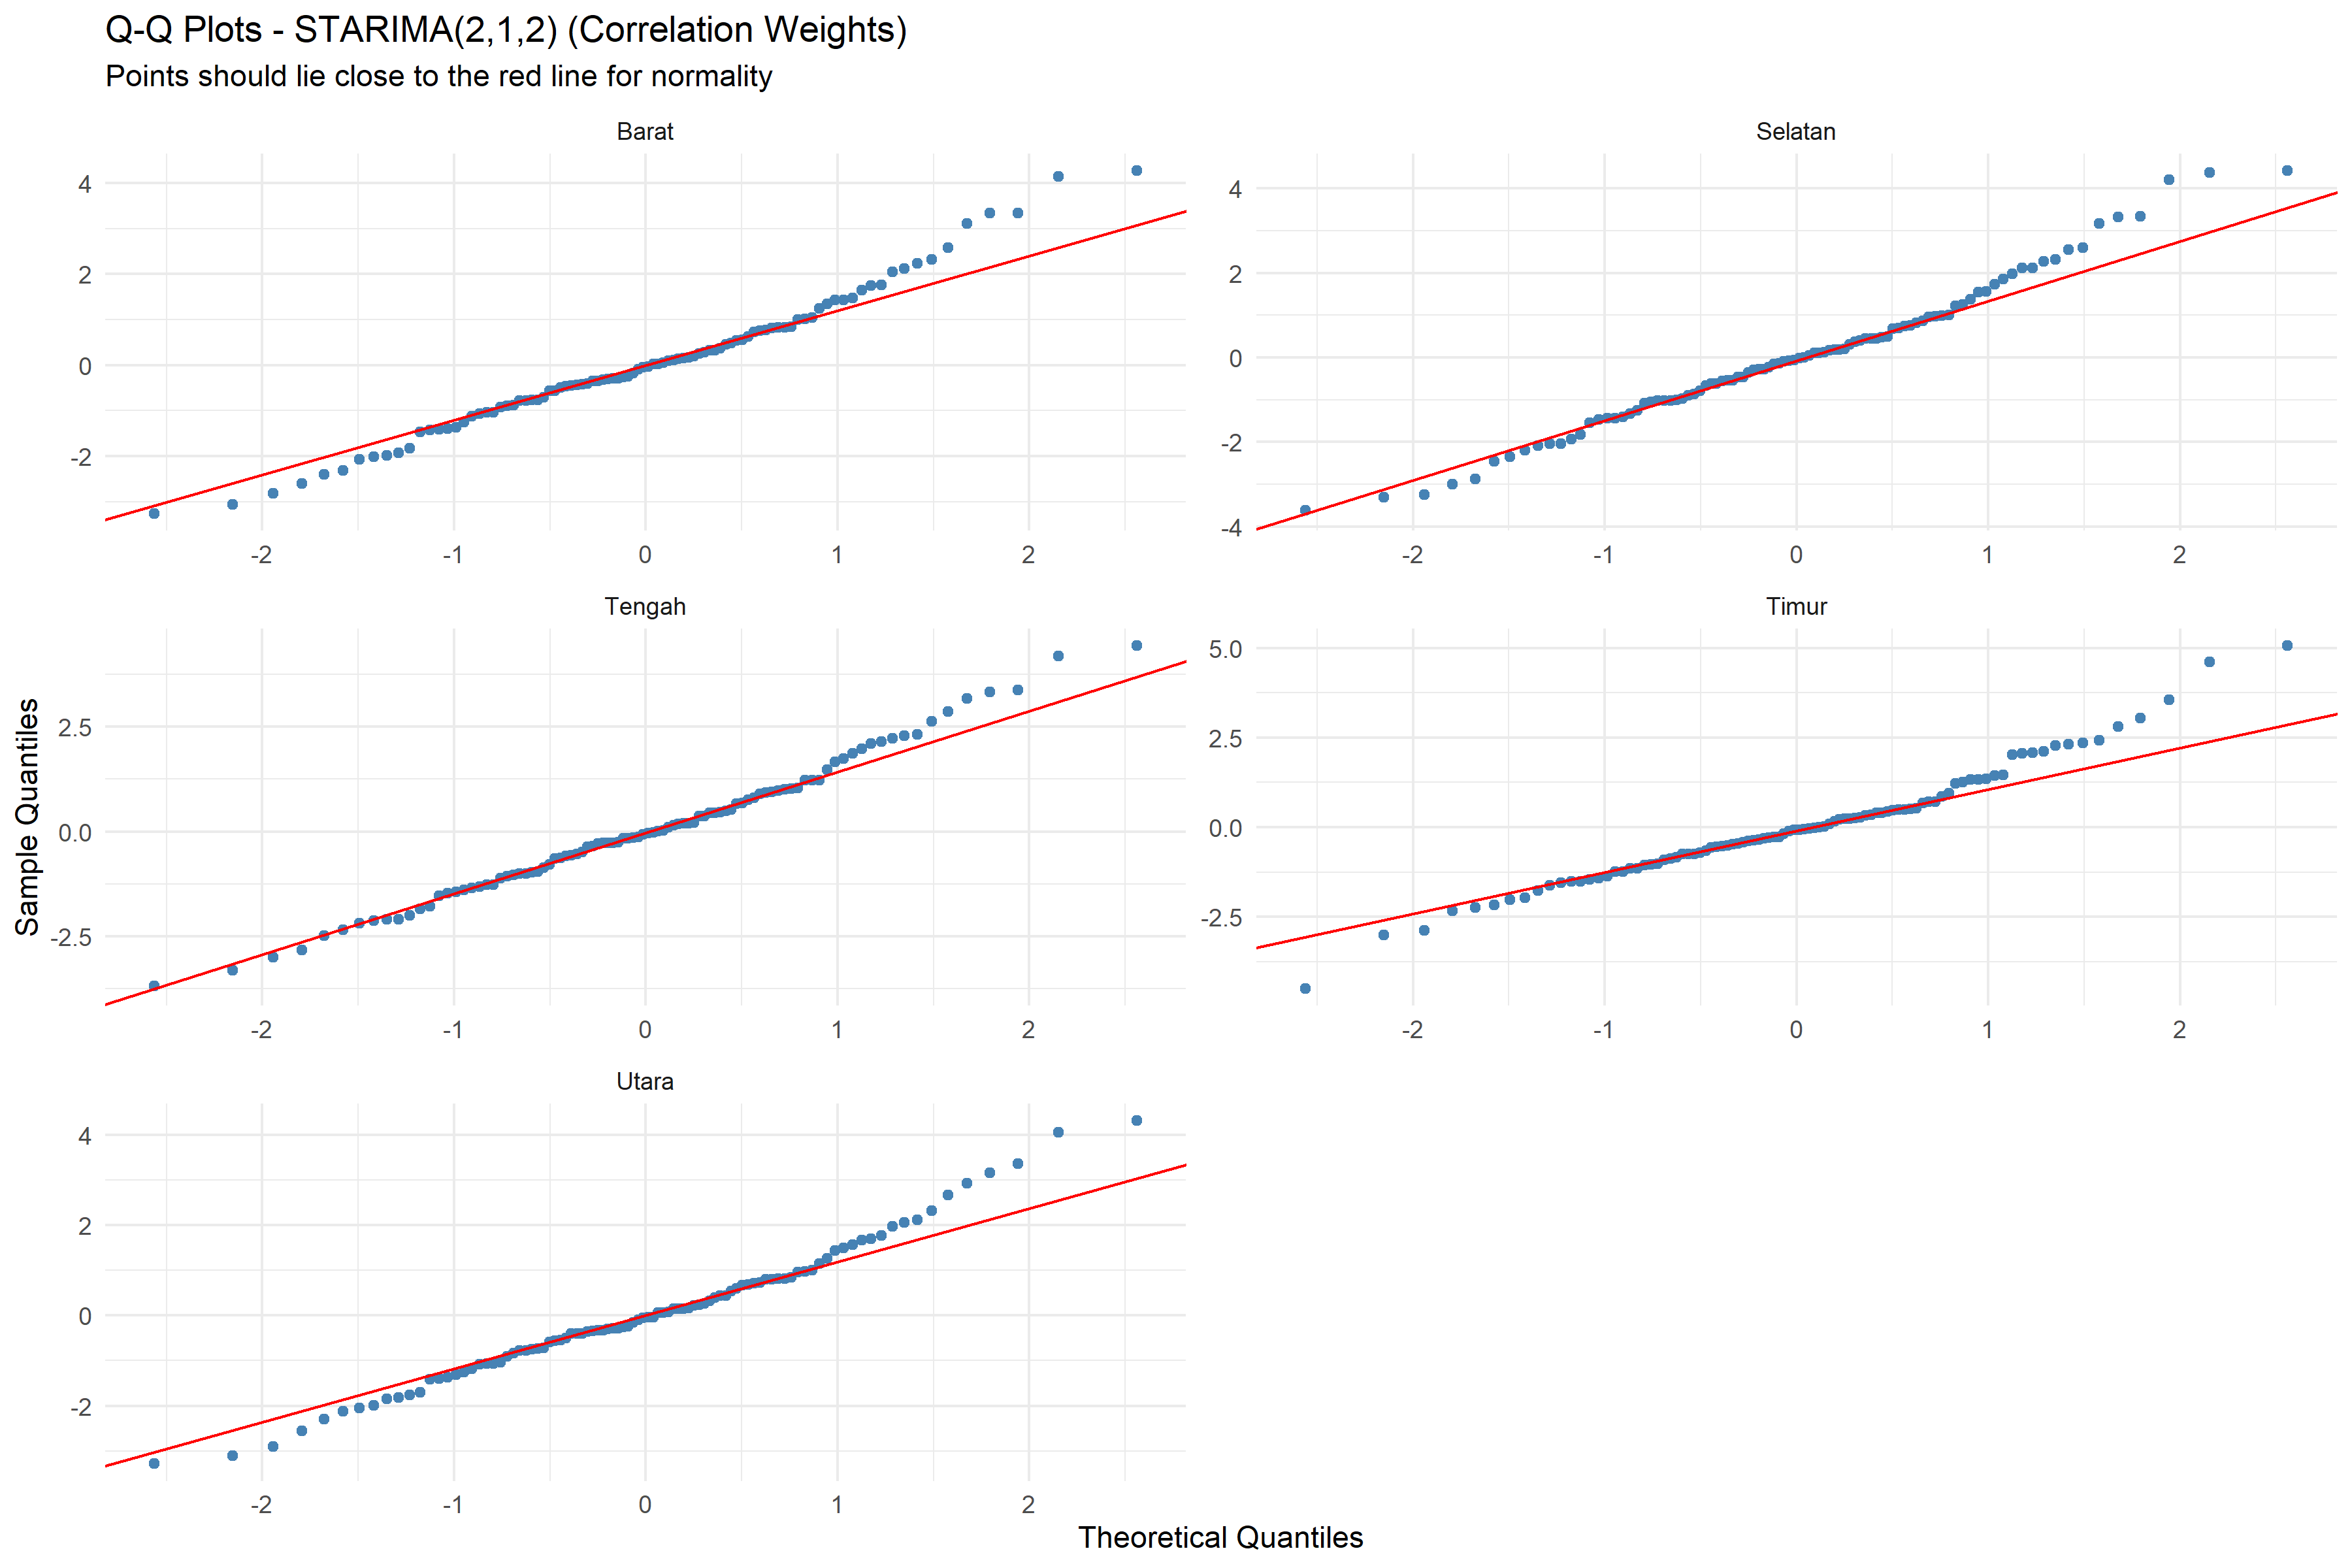 Q-Q Plots - STARIMA(2,1,2) (Correlation Weights)
Points should lie close to the red line for normality
Barat
4
2
0
-2
-2 -1 0 1 2
Selatan
4
2
0
-2
-4
-2 -1 0 1 2
Sample Quantiles
Tengah
2.5
0.0
-2.5
-2 -1 0 1 2
Timur
5.0
2.5
0.0
-2.5
-2 -1 0 1 2
Utara
4
2
0
-2
-2 -1 0 1 2
Theoretical Quantiles